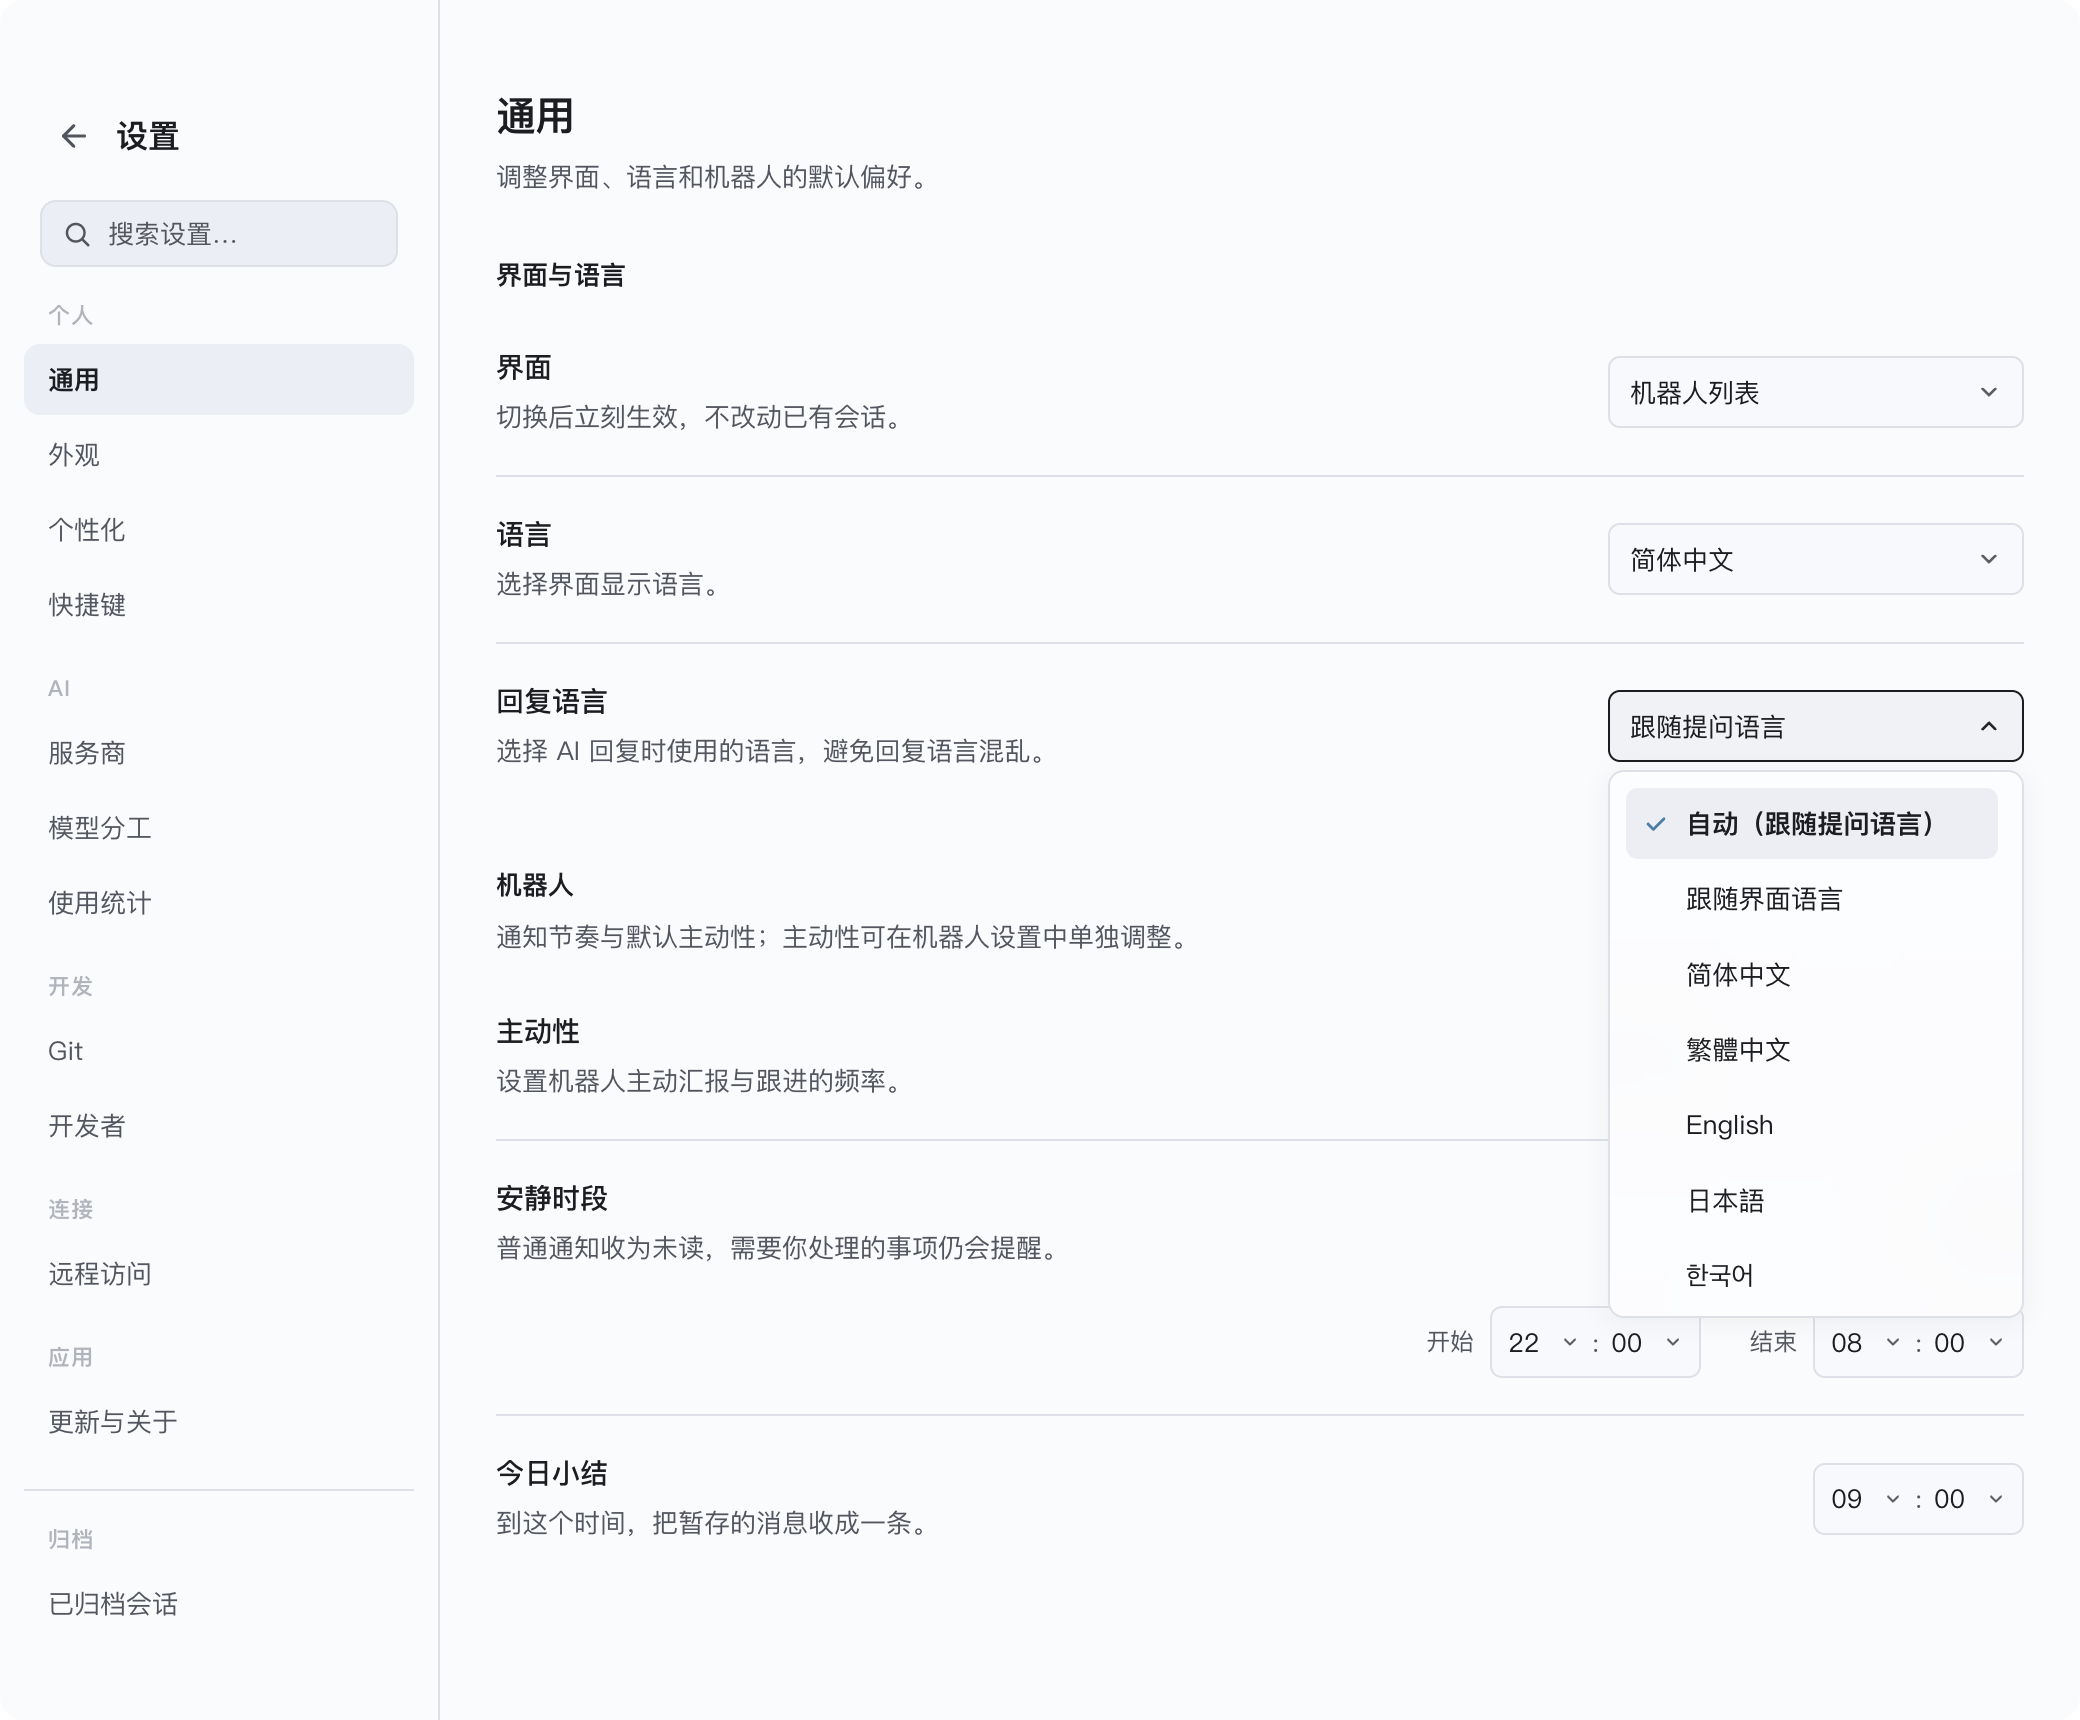 设置
搜索设置...
个人
通用
外观
个性化
快捷键
AI
服务商
模型分工
使用统计
开发
Git
开发者
连接
远程访问
应用
更新与关于
归档
已归档会话
通用
调整界面、语言和机器人的默认偏好。
界面与语言
界面
切换后立刻生效，不改动已有会话。
机器人列表
语言
选择界面显示语言。
简体中文
回复语言
选择 AI 回复时使用的语言，避免回复语言混乱。
跟随提问语言
自动（跟随提问语言）
跟随界面语言
简体中文
繁體中文
English
日本語
한국어
机器人
通知节奏与默认主动性；主动性可在机器人设置中单独调整。
主动性
设置机器人主动汇报与跟进的频率。
安静时段
普通通知收为未读，需要你处理的事项仍会提醒。
开始 22 : 00 结束 08 : 00
今日小结
到这个时间，把暂存的消息收成一条。
09 : 00